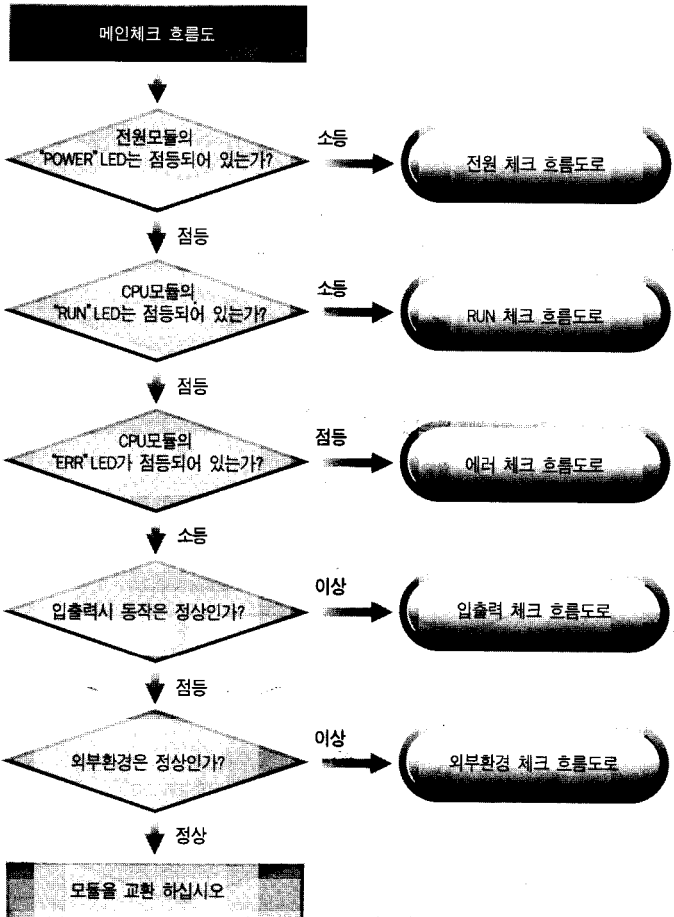 메인체크 흐름도
전원모듈의
"POWER" LED는 점등되어 있는가?
소등
전원 체크 흐름도로
점등
CPU모듈의
"RUN" LED는 점등되어 있는가?
소등
RUN 체크 흐름도로
점등
CPU모듈의
"ERR" LED가 점등되어 있는가?
점등
에러 체크 흐름도로
소등
입출력시 동작은 정상인가?
이상
입출력 체크 흐름도로
점등
외부환경은 정상인가?
이상
외부환경 체크 흐름도로
정상
모듈을 교환 하십시오